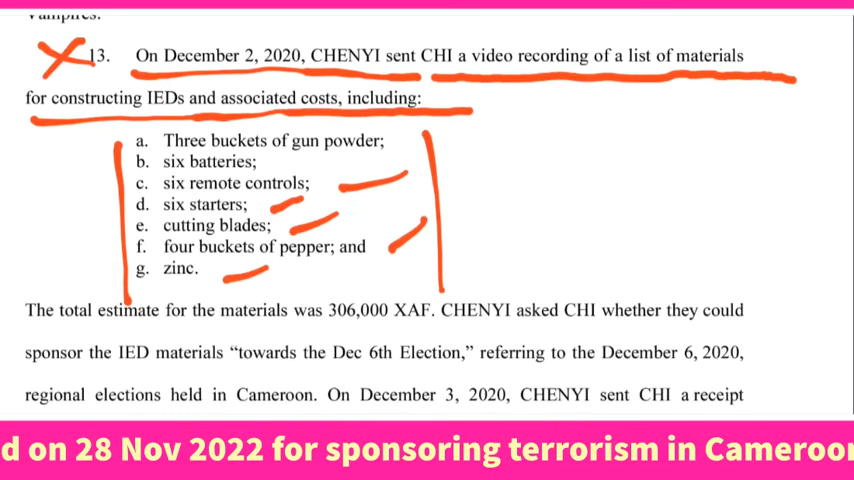 13. On December 2, 2020, CHENYI sent CHI a video recording of a list of materials
for constructing IEDs and associated costs, including:
a. Three buckets of gun powder;
b. six batteries;
c. six remote controls;
d. six starters;
e. cutting blades;
f. four buckets of pepper; and
g. zinc.
The total estimate for the materials was 306,000 XAF. CHENYI asked CHI whether they could
sponsor the IED materials “towards the Dec 6th Election,” referring to the December 6, 2020,
regional elections held in Cameroon. On December 3, 2020, CHENYI sent CHI a receipt
d on 28 Nov 2022 for sponsoring terrorism in Cameroon